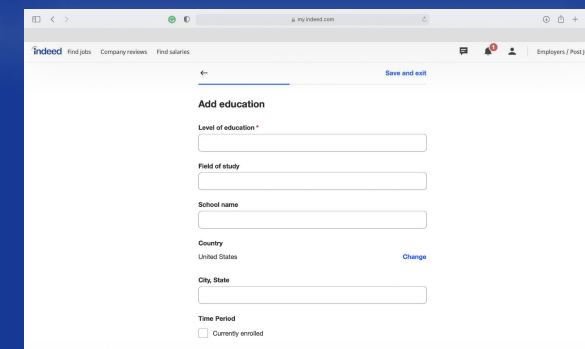 my.indeed.com
indeed Find jobs Company reviews Find salaries 1 Employers / Post J
Save and exit
Add education
Level of education *
Field of study
School name
Country
United States Change
City, State
Time Period
Currently enrolled